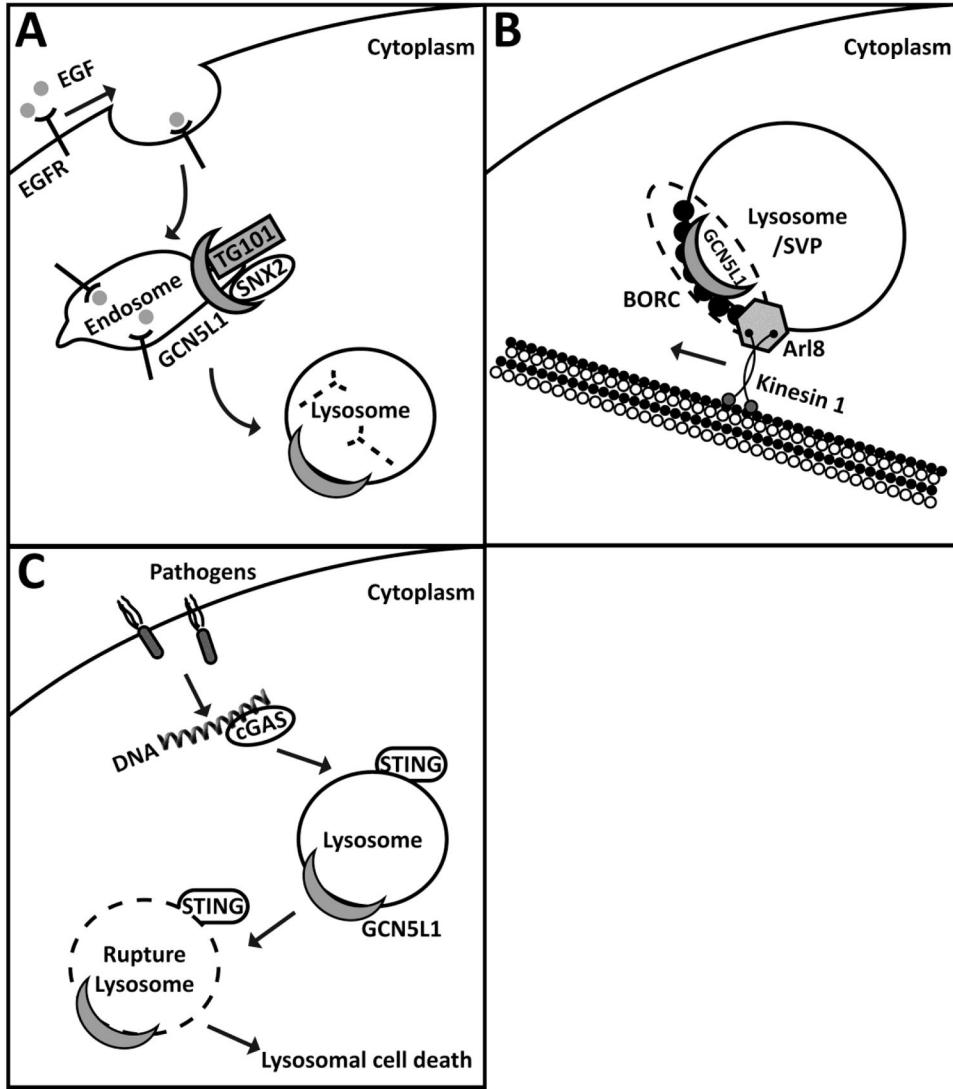 A
Cytoplasm
EGF
EGFR
TG101
SNX2
Endosome
GCN5L1
Lysosome
B
Cytoplasm
Lysosome
/SVP
GCN5L1
BORC
Arl8
Kinesin 1
C
Pathogens
Cytoplasm
DNA
cGAS
STING
Lysosome
GCN5L1
STING
Rupture
Lysosome
Lysosomal cell death